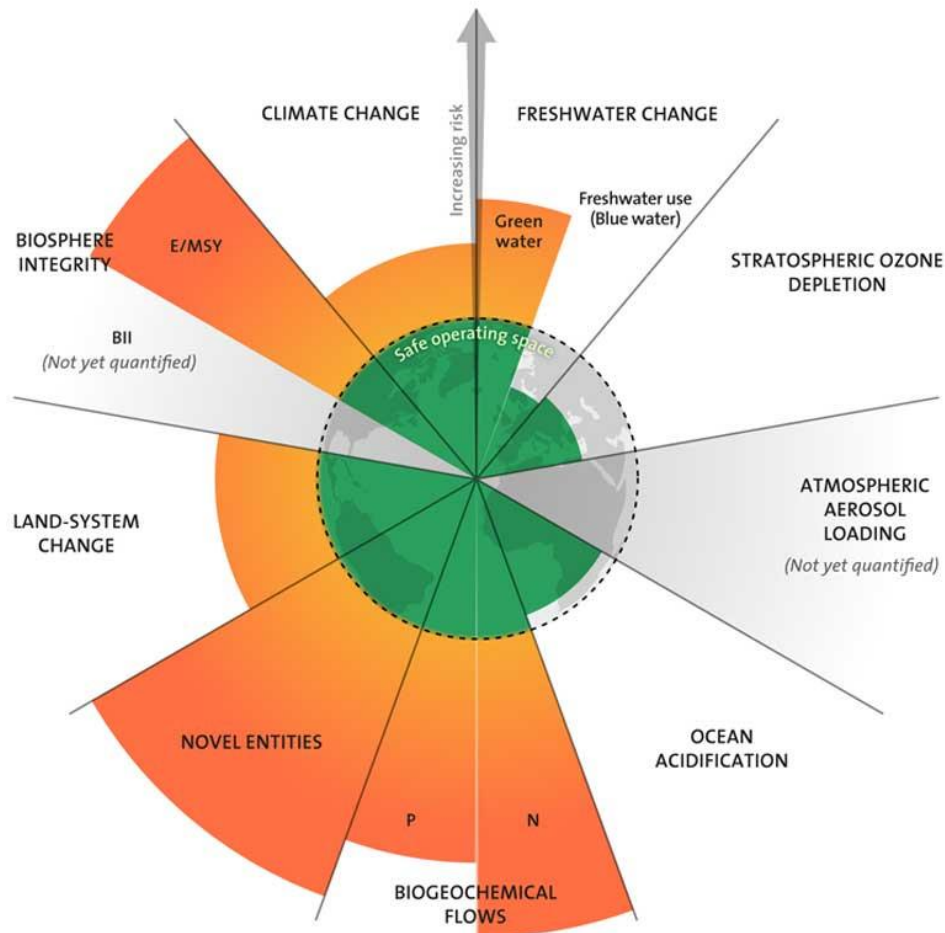 CLIMATE CHANGE
Increasing risk
FRESHWATER CHANGE
Green
water
Freshwater use
(Blue water)
STRATOSPHERIC OZONE
DEPLETION
ATMOSPHERIC
AEROSOL
LOADING
(Not yet quantified)
OCEAN
ACIDIFICATION
N
P
BIOGEOCHEMICAL
FLOWS
NOVEL ENTITIES
LAND-SYSTEM
CHANGE
BIOSPHERE
INTEGRITY
BII
(Not yet quantified)
E/MSY
Safe operating space